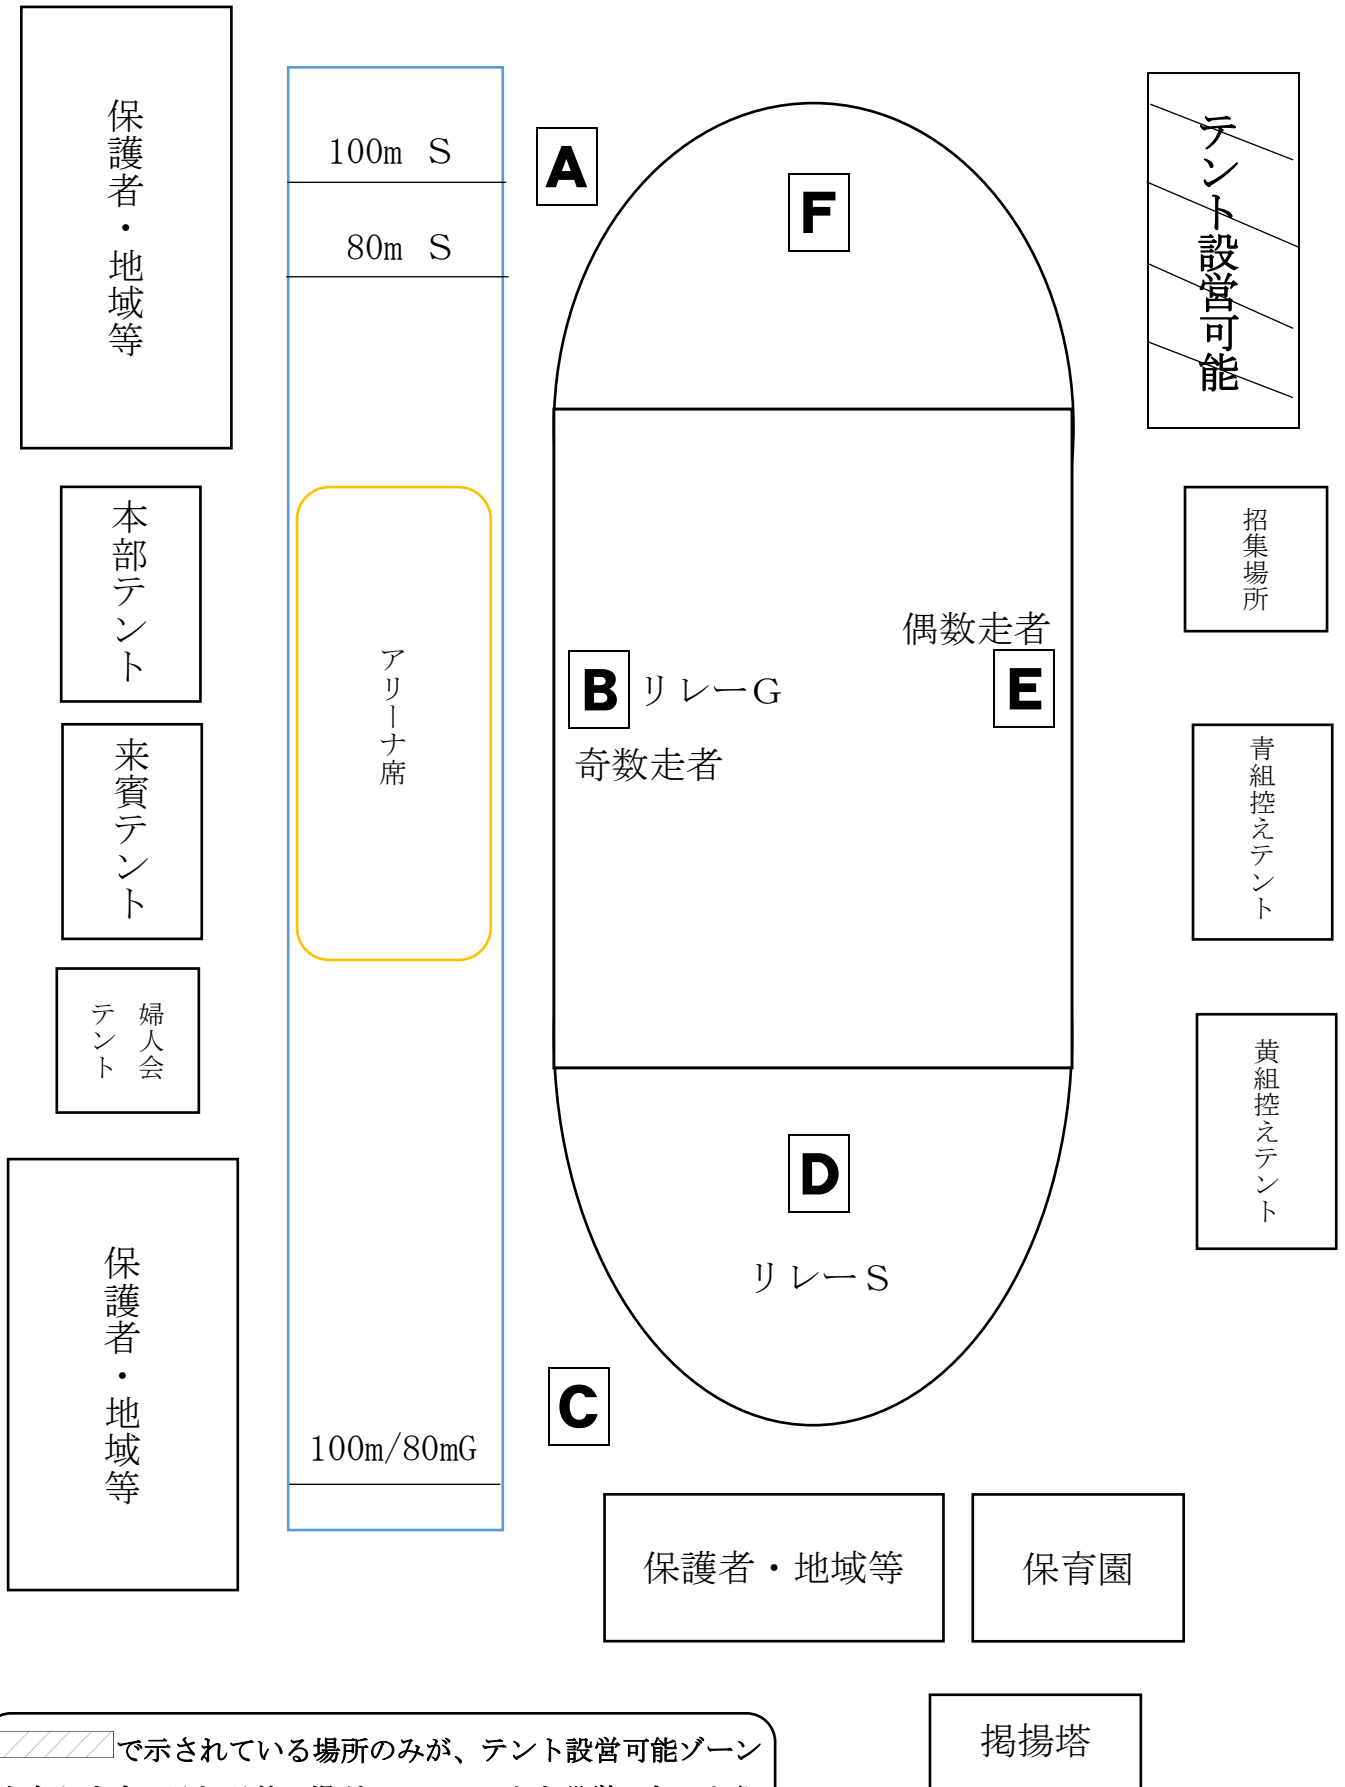 保護者・地域等
100m S
80m S
A
F
テント設営可能
本部テント
招集場所
アリーナ席
偶数走者
B
リレーG
E
奇数走者
来賓テント
青組控えテント
婦人会
テント
黄組控えテント
保護者・地域等
D
リレーS
C
100m/80mG
保護者・地域等
保育園
掲揚塔
で示されている場所のみが、テント設営可能ゾーン